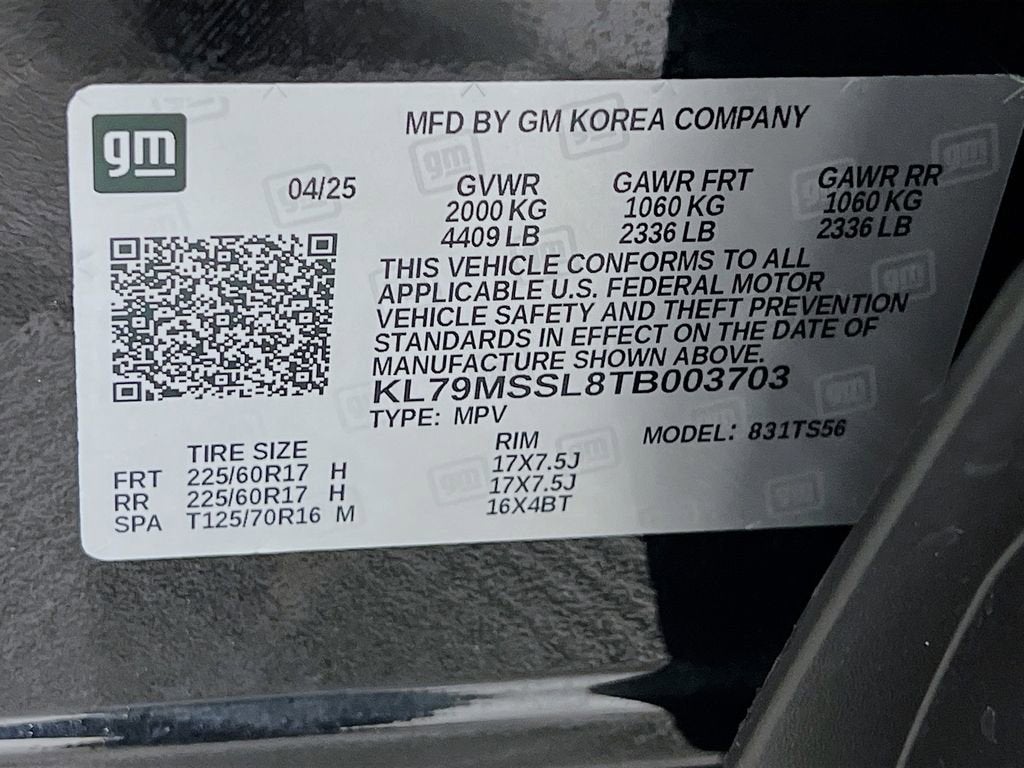 gm
MFD BY GM KOREA COMPANY
04/25
GVWR GAWR FRT GAWR RR
2000 KG 1060 KG 1060 KG
4409 LB 2336 LB 2336 LB
THIS VEHICLE CONFORMS TO ALL
APPLICABLE U.S. FEDERAL MOTOR
VEHICLE SAFETY AND THEFT PREVENTION
STANDARDS IN EFFECT ON THE DATE OF
MANUFACTURE SHOWN ABOVE.
KL79MSSL8TB003703
TYPE: MPV
MODEL: 831TS56
TIRE SIZE RIM
FRT 225/60R17 H 17X7.5J
RR 225/60R17 H 17X7.5J
SPA T125/70R16 M 16X4BT